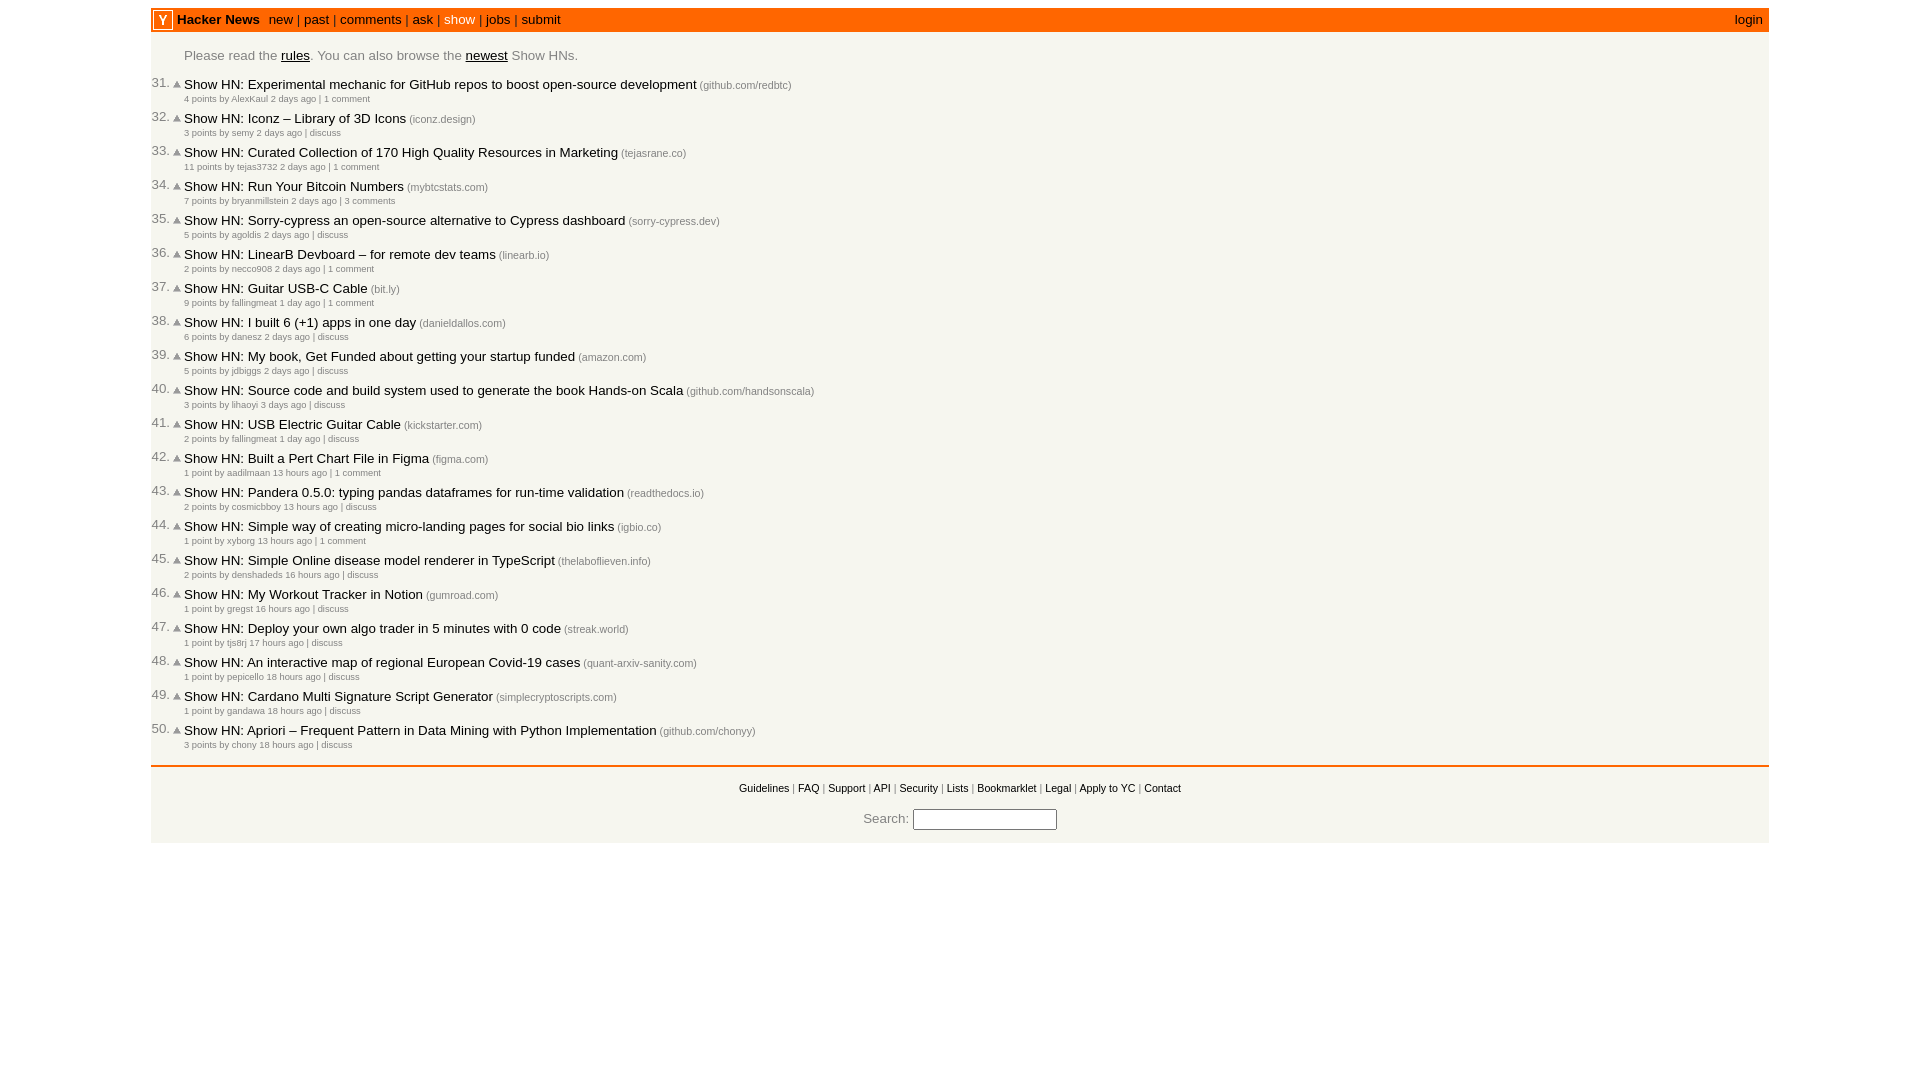 Y Hacker News new | past | comments | ask | show | jobs | submit login
Please read the rules. You can also browse the newest Show HNs.
31. Show HN: Experimental mechanic for GitHub repos to boost open-source development (github.com/redbtc)
4 points by AlexKaul 2 days ago | 1 comment
32. Show HN: Iconz – Library of 3D Icons (iconz.design)
3 points by semy 2 days ago | discuss
33. Show HN: Curated Collection of 170 High Quality Resources in Marketing (tejasrane.co)
11 points by tejas3732 2 days ago | 1 comment
34. Show HN: Run Your Bitcoin Numbers (mybtcstats.com)
7 points by bryanmillstein 2 days ago | 3 comments
35. Show HN: Sorry-cypress an open-source alternative to Cypress dashboard (sorry-cypress.dev)
5 points by agoldis 2 days ago | discuss
36. Show HN: LinearB Devboard – for remote dev teams (linearb.io)
2 points by necco908 2 days ago | 1 comment
37. Show HN: Guitar USB-C Cable (bit.ly)
9 points by fallingmeat 1 day ago | 1 comment
38. Show HN: I built 6 (+1) apps in one day (danieldallos.com)
6 points by danesz 2 days ago | discuss
39. Show HN: My book, Get Funded about getting your startup funded (amazon.com)
5 points by jdbiggs 2 days ago | discuss
40. Show HN: Source code and build system used to generate the book Hands-on Scala (github.com/handsonscala)
3 points by lihaoyi 3 days ago | discuss
41. Show HN: USB Electric Guitar Cable (kickstarter.com)
2 points by fallingmeat 1 day ago | discuss
42. Show HN: Built a Pert Chart File in Figma (figma.com)
1 point by aadilmaan 13 hours ago | 1 comment
43. Show HN: Pandera 0.5.0: typing pandas dataframes for run-time validation (readthedocs.io)
2 points by cosmicbboy 13 hours ago | discuss
44. Show HN: Simple way of creating micro-landing pages for social bio links (igbio.co)
1 point by xyborg 13 hours ago | 1 comment
45. Show HN: Simple Online disease model renderer in TypeScript (thelaboflieven.info)
2 points by denshadeds 16 hours ago | discuss
46. Show HN: My Workout Tracker in Notion (gumroad.com)
1 point by gregst 16 hours ago | discuss
47. Show HN: Deploy your own algo trader in 5 minutes with 0 code (streak.world)
1 point by tjs8rj 17 hours ago | discuss
48. Show HN: An interactive map of regional European Covid-19 cases (quant-arxiv-sanity.com)
1 point by pepicello 18 hours ago | discuss
49. Show HN: Cardano Multi Signature Script Generator (simplecryptoscripts.com)
1 point by gandawa 18 hours ago | discuss
50. Show HN: Apriori – Frequent Pattern in Data Mining with Python Implementation (github.com/chonyy)
3 points by chony 18 hours ago | discuss
Guidelines | FAQ | Support | API | Security | Lists | Bookmarklet | Legal | Apply to YC | Contact
Search: